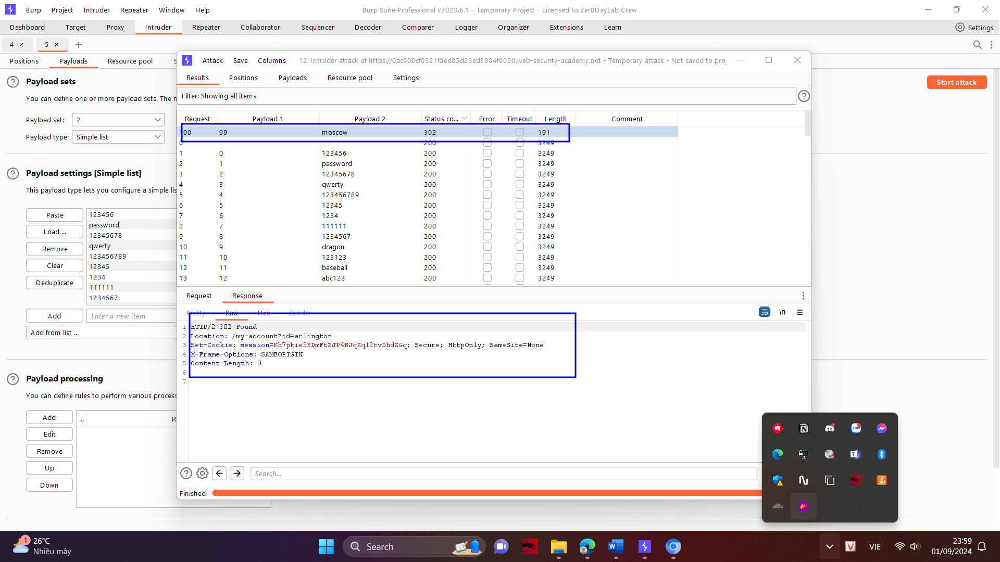 Burp Project Intruder Repeater Window Help
Burp Suite Professional v2023.6.1 - Temporary Project - Licensed to Zer0DayLab Crew
Dashboard Target Proxy Intruder Repeater Collaborator Sequencer Decoder Comparer Logger Organizer Extensions Learn
Settings
4 × 5 × +
Positions Payloads Resource pool S
Payload sets
You can define one or more payload sets. The n
Payload set: 2
Payload type: Simple list
Start attack
Payload settings [Simple list]
This payload type lets you configure a simple lis
Paste
Load ...
Remove
Clear
Deduplicate
123456
password
12345678
qwerty
123456789
12345
1234
111111
1234567
Add Enter a new item
Add from list ...
Payload processing
You can define rules to perform various process
Add
Edit
Remove
Up
Down
... R
Attack Save Columns
12. Intruder attack of https://0ac000cf0321f9ed85d26ed3004f0090.web-security-academy.net - Temporary attack - Not saved to proj
Results Positions Payloads Resource pool Settings
Filter: Showing all items
Request Payload 1 Payload 2 Status co... Error Timeout Length Comment
100 99 moscow 302 191
0 200 3249
1 0 123456 200 3249
2 1 password 200 3249
3 2 12345678 200 3249
4 3 qwerty 200 3249
5 4 123456789 200 3249
6 5 12345 200 3249
7 6 1234 200 3249
8 7 111111 200 3249
9 8 1234567 200 3249
10 9 dragon 200 3249
11 10 123123 200 3249
12 11 baseball 200 3249
13 12 abc123 200 3249
Request Response
Pretty Raw Hex Render
\n
1 HTTP/2 302 Found
2 Location: /my-account?id=arlington
3 Set-Cookie: session=Kh7pkie5BDmFtZJP4BJqKql2tvDhdZGq; Secure; HttpOnly; SameSite=None
4 X-Frame-Options: SAMEORIGIN
5 Content-Length: 0
6
7
Search...
Finished
Zalo
1
26°C
Nhiều mây
Search
VIE
23:59
01/09/2024